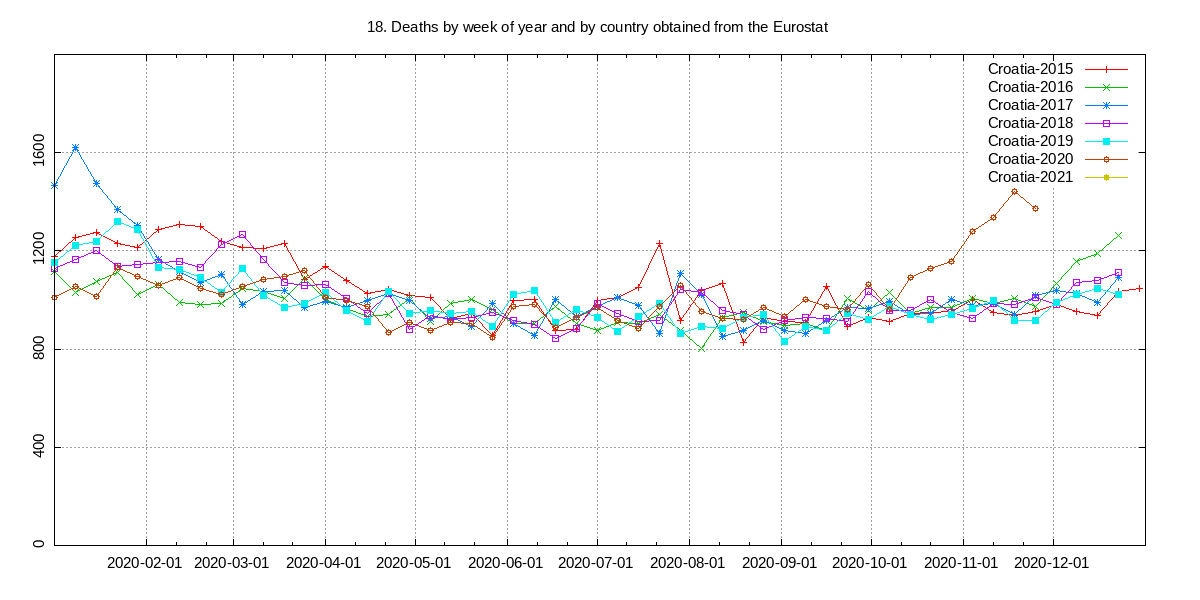 18. Deaths by week of year and by country obtained from the Eurostat
Croatia-2015
Croatia-2016
Croatia-2017
Croatia-2018
Croatia-2019
Croatia-2020
Croatia-2021
1600
1200
800
400
0
2020-02-01 2020-03-01 2020-04-01 2020-05-01 2020-06-01 2020-07-01 2020-08-01 2020-09-01 2020-10-01 2020-11-01 2020-12-01